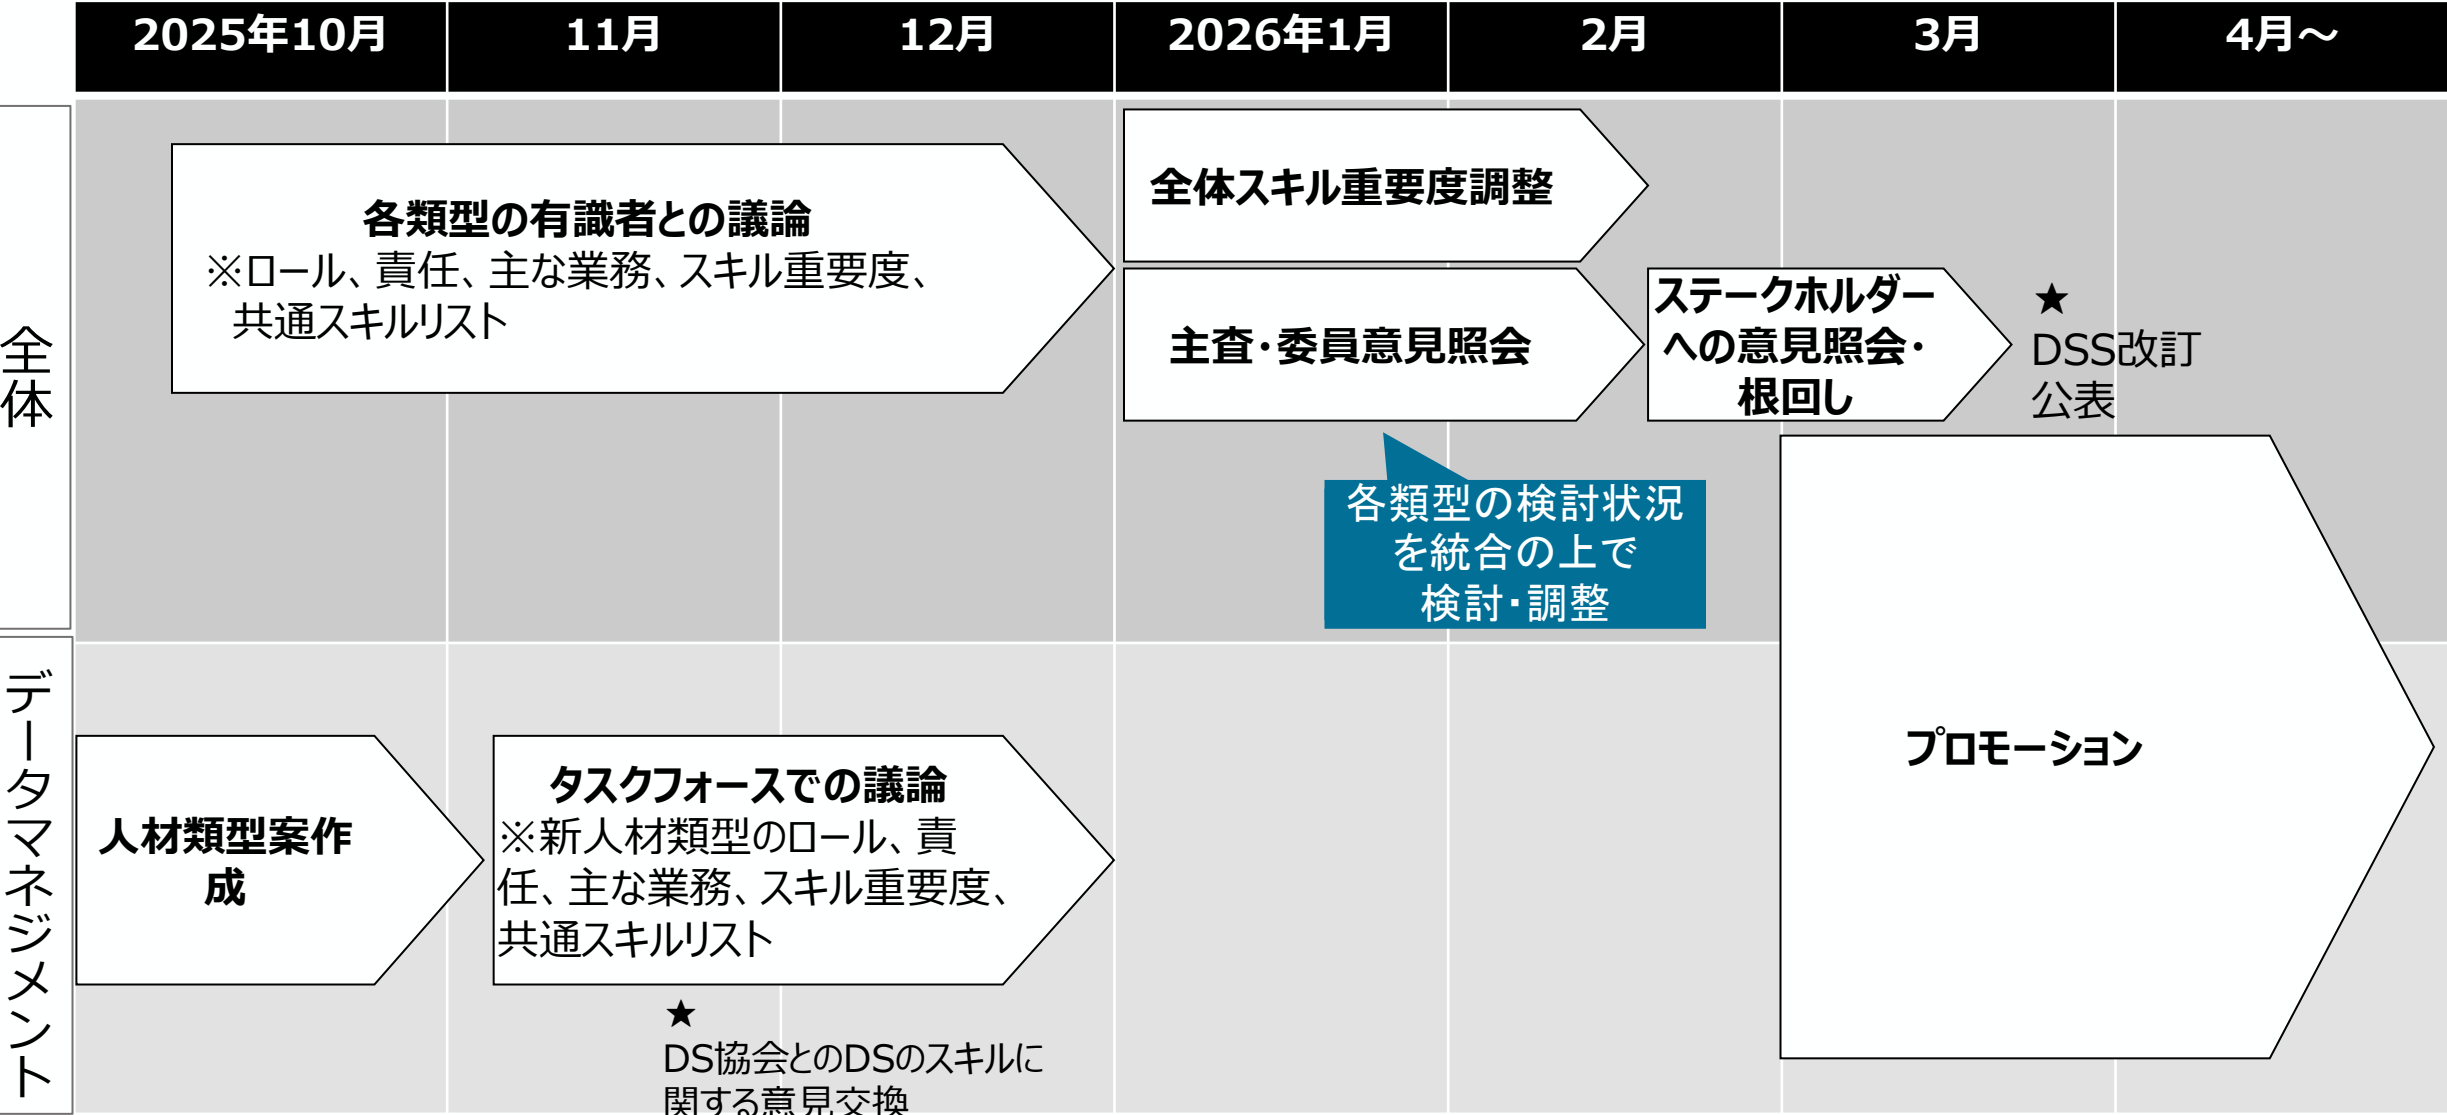 2025年10月
11月
12月
2026年1月
2月
3月
4月～
全体
各類型の有識者との議論
※ロール、責任、主な業務、スキル重要度、
共通スキルリスト
全体スキル重要度調整
主査・委員意見照会
ステークホルダー
への意見照会・
根回し
★
DSS改訂
公表
各類型の検討状況
を統合の上で
検討・調整
データマネジメント
人材類型案作
成
タスクフォースでの議論
※新人材類型のロール、責
任、主な業務、スキル重要度、
共通スキルリスト
★
DS協会とのDSのスキルに
関する意見交換
プロモーション